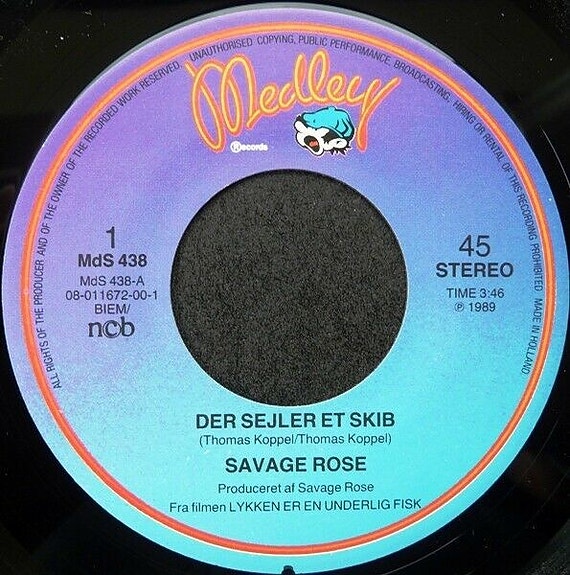 ALL RIGHTS OF THE PRODUCER AND OF THE OWNER OF THE RECORDED WORK RESERVED. UNAUTHORISED COPYING, PUBLIC PERFORMANCE, BROADCASTING, HIRING OR RENTAL OF THIS RECORDING PROHIBITED MADE IN HOLLAND
Medley
Records
1
MdS 438
MdS 438-A
08-011672-00-1
BIEM/
ncb
45
STEREO
TIME 3:46
℗ 1989
DER SEJLER ET SKIB
(Thomas Koppel/Thomas Koppel)
SAVAGE ROSE
Produceret af Savage Rose
Fra filmen LYKKEN ER EN UNDERLIG FISK